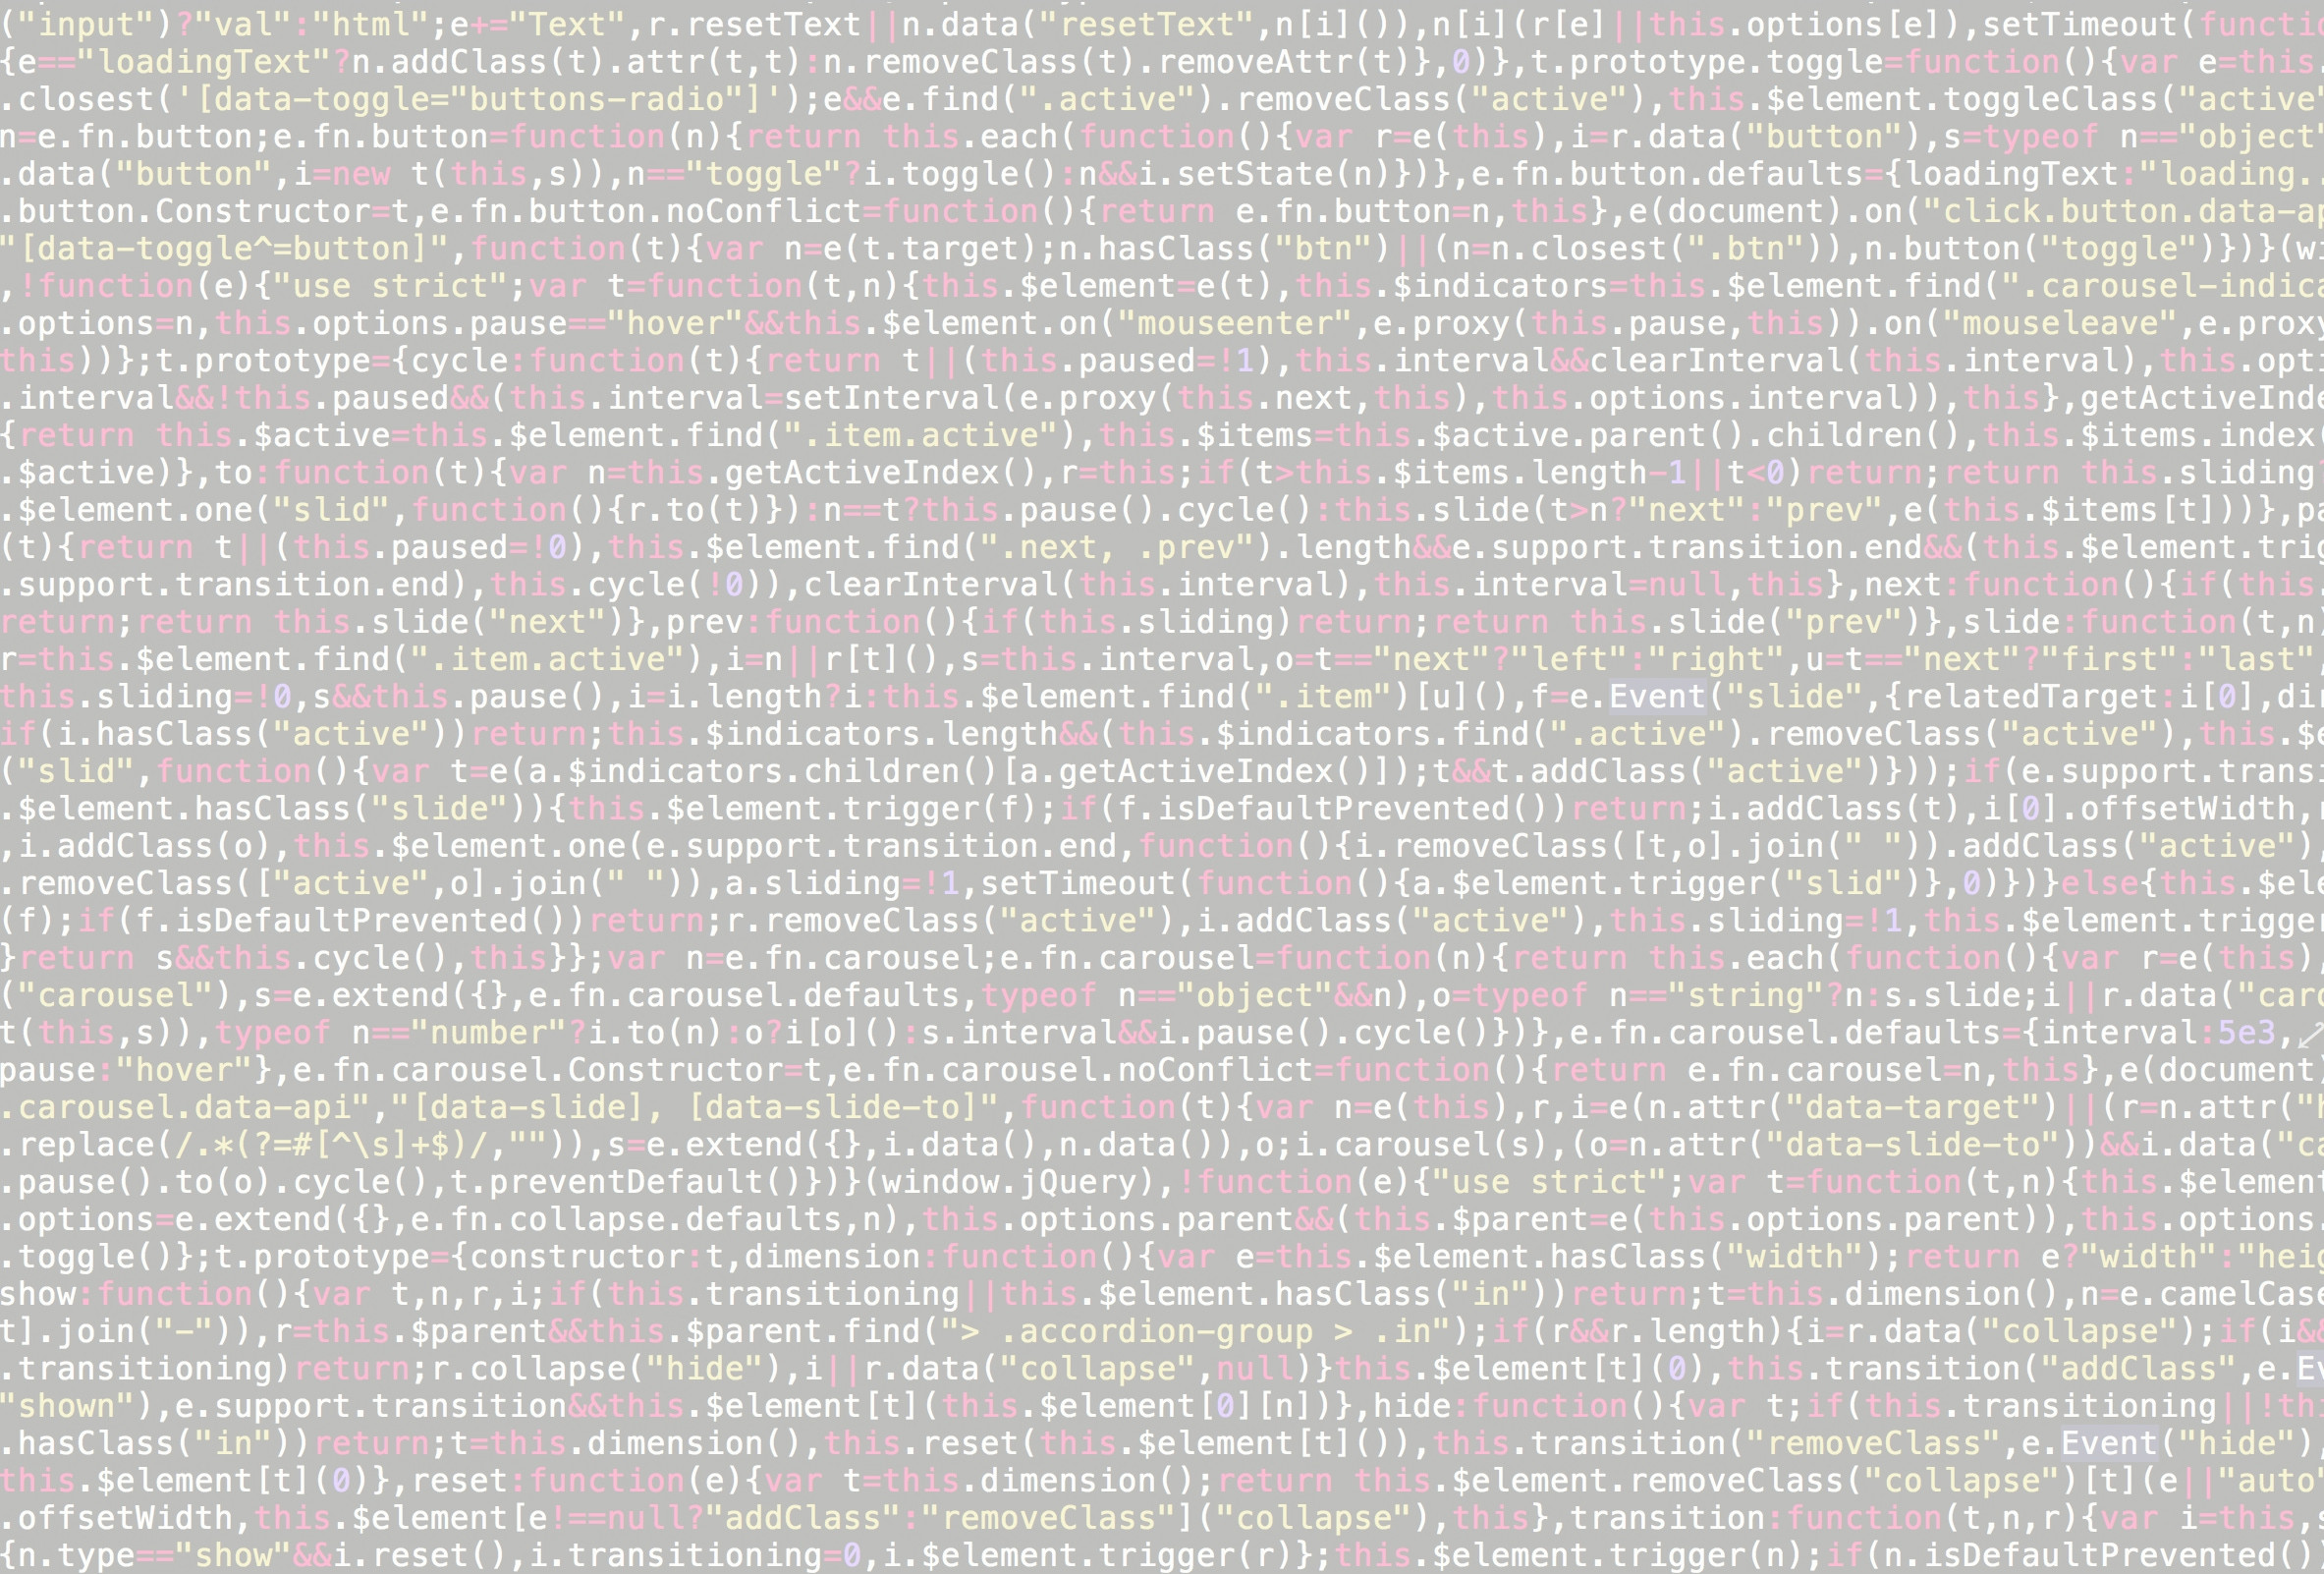 ("input")?"val":"html";e+="Text",r.resetText||n.data("resetText",n[i]()),n[i](r[e]||this.options[e]),setTimeout(functi
{e=="loadingText"?n.addClass(t).attr(t,t):n.removeClass(t).removeAttr(t)},0)},t.prototype.toggle=function(){var e=this.
.closest('[data-toggle="buttons-radio"]');e&&e.find(".active").removeClass("active"),this.$element.toggleClass("active"
n=e.fn.button;e.fn.button=function(n){return this.each(function(){var r=e(this),i=r.data("button"),s=typeof n=="object"
.data("button",i=new t(this,s)),n=="toggle"?i.toggle():n&&i.setState(n)})},e.fn.button.defaults={loadingText:"loading..
.button.Constructor=t,e.fn.button.noConflict=function(){return e.fn.button=n,this},e(document).on("click.button.data-ap
"[data-toggle^=button]",function(t){var n=e(t.target);n.hasClass("btn")||(n=n.closest(".btn")),n.button("toggle")})}(wi
,!function(e){"use strict";var t=function(t,n){this.$element=e(t),this.$indicators=this.$element.find(".carousel-indica
.options=n,this.options.pause=="hover"&&this.$element.on("mouseenter",e.proxy(this.pause,this)).on("mouseleave",e.proxy
this))};t.prototype={cycle:function(t){return t||(this.paused=!1),this.interval&&clearInterval(this.interval),this.opti
.interval&&!this.paused&&(this.interval=setInterval(e.proxy(this.next,this),this.options.interval)),this},getActiveInde
{return this.$active=this.$element.find(".item.active"),this.$items=this.$active.parent().children(),this.$items.index(
.$active)},to:function(t){var n=this.getActiveIndex(),r=this;if(t>this.$items.length-1||t<0)return;return this.sliding?
.$element.one("slid",function(){r.to(t)}):n==t?this.pause().cycle():this.slide(t>n?"next":"prev",e(this.$items[t]))},pa
(t){return t||(this.paused=!0),this.$element.find(".next, .prev").length&&e.support.transition.end&&(this.$element.trig
.support.transition.end),this.cycle(!0)),clearInterval(this.interval),this.interval=null,this},next:function(){if(this.
return;return this.slide("next")},prev:function(){if(this.sliding)return;return this.slide("prev")},slide:function(t,n)
r=this.$element.find(".item.active"),i=n||r[t](),s=this.interval,o=t=="next"?"left":"right",u=t=="next"?"first":"last",
this.sliding=!0,s&&this.pause(),i=i.length?i:this.$element.find(".item")[u](),f=e.Event("slide",{relatedTarget:i[0],di
if(i.hasClass("active"))return;this.$indicators.length&&(this.$indicators.find(".active").removeClass("active"),this.$e
("slid",function(){var t=e(a.$indicators.children()[a.getActiveIndex()]);t&&t.addClass("active")}));if(e.support.transi
.$element.hasClass("slide")){this.$element.trigger(f);if(f.isDefaultPrevented())return;i.addClass(t),i[0].offsetWidth,
,i.addClass(o),this.$element.one(e.support.transition.end,function(){i.removeClass([t,o].join(" ")).addClass("active"),
.removeClass(["active",o].join(" ")),a.sliding=!1,setTimeout(function(){a.$element.trigger("slid")},0)})}else{this.$ele
(f);if(f.isDefaultPrevented())return;r.removeClass("active"),i.addClass("active"),this.sliding=!1,this.$element.trigge
}return s&&this.cycle(),this}};var n=e.fn.carousel;e.fn.carousel=function(n){return this.each(function(){var r=e(this),
("carousel"),s=e.extend({},e.fn.carousel.defaults,typeof n=="object"&&n),o=typeof n=="string"?n:s.slide;i||r.data("caro
t(this,s)),typeof n=="number"?i.to(n):o?i[o]():s.interval&&i.pause().cycle()})},e.fn.carousel.defaults={interval:5e3,
pause:"hover"},e.fn.carousel.Constructor=t,e.fn.carousel.noConflict=function(){return e.fn.carousel=n,this},e(document)
.carousel.data-api","[data-slide], [data-slide-to]",function(t){var n=e(this),r,i=e(n.attr("data-target")||(r=n.attr("h
.replace(/.*(?=#[^\s]+$)/,"")),s=e.extend({},i.data(),n.data()),o;i.carousel(s),(o=n.attr("data-slide-to"))&&i.data("ca
.pause().to(o).cycle(),t.preventDefault()})}(window.jQuery),!function(e){"use strict";var t=function(t,n){this.$element
.options=e.extend({},e.fn.collapse.defaults,n),this.options.parent&&(this.$parent=e(this.options.parent)),this.options.
.toggle()};t.prototype={constructor:t,dimension:function(){var e=this.$element.hasClass("width");return e?"width":"heig
show:function(){var t,n,r,i;if(this.transitioning||this.$element.hasClass("in"))return;t=this.dimension(),n=e.camelCase
t].join("-")),r=this.$parent&&this.$parent.find("> .accordion-group > .in");if(r&&r.length){i=r.data("collapse");if(i&&
.transitioning)return;r.collapse("hide"),i||r.data("collapse",null)}this.$element[t](0),this.transition("addClass",e.Ev
"shown"),e.support.transition&&this.$element[t](this.$element[0][n])},hide:function(){var t;if(this.transitioning||!thi
.hasClass("in"))return;t=this.dimension(),this.reset(this.$element[t]()),this.transition("removeClass",e.Event("hide"),
this.$element[t](0)},reset:function(e){var t=this.dimension();return this.$element.removeClass("collapse")[t](e||"auto"
.offsetWidth,this.$element[e!==null?"addClass":"removeClass"]("collapse"),this},transition:function(t,n,r){var i=this,s
{n.type=="show"&&i.reset(),i.transitioning=0,i.$element.trigger(r)};this.$element.trigger(n);if(n.isDefaultPrevented())